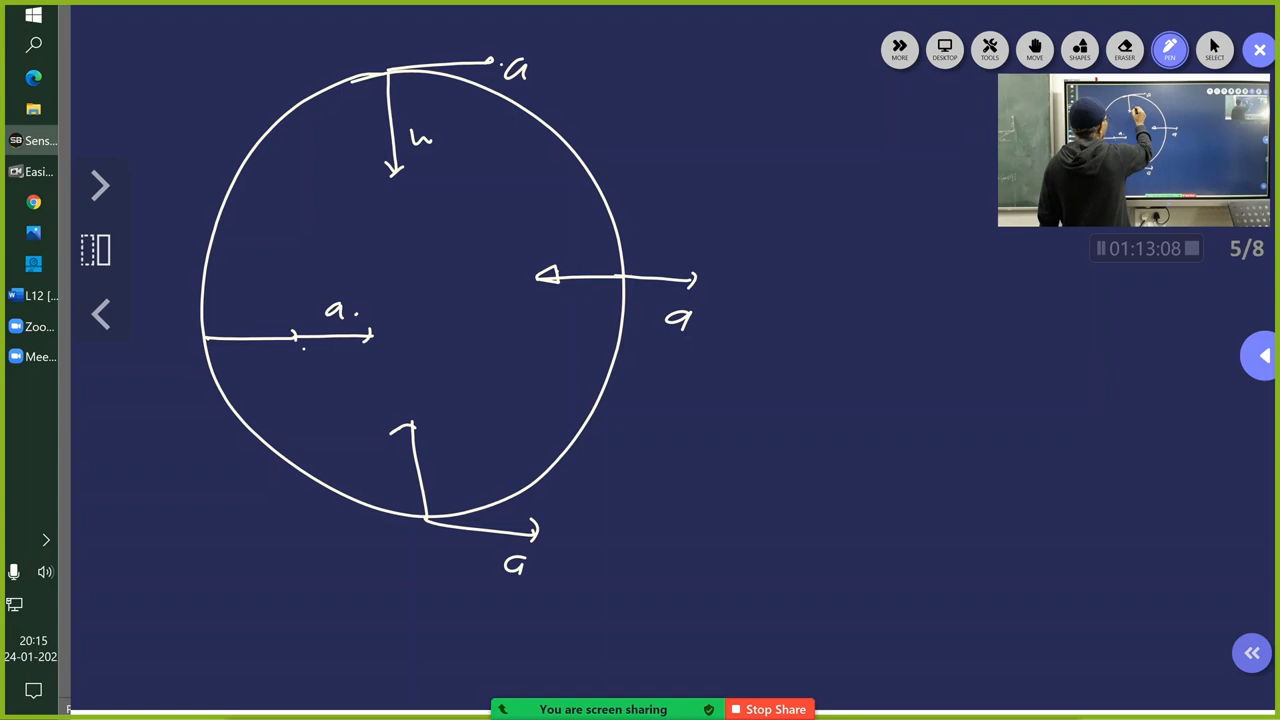 a
h
a.
a
a
MORE
DESKTOP
TOOLS
MOVE
SHAPES
ERASER
PEN
SELECT
01:13:08
5/8
Sens...
Easi...
L12 [...
Zoo...
Mee...
20:15
24-01-202
You are screen sharing
Stop Share